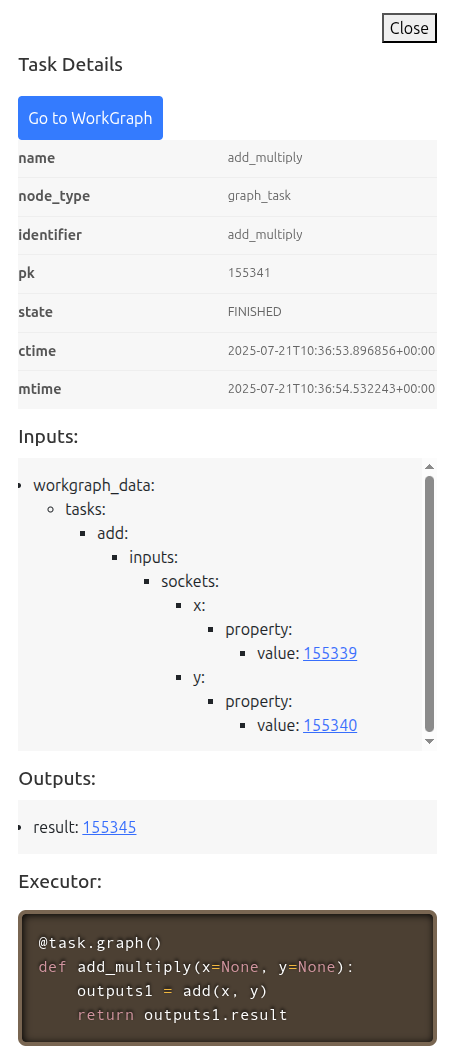 Close
Task Details
Go to WorkGraph
name add_multiply
node_type graph_task
identifier add_multiply
pk 155341
state FINISHED
ctime 2025-07-21T10:36:53.896856+00:00
mtime 2025-07-21T10:36:54.532243+00:00
Inputs:
workgraph_data:
tasks:
add:
inputs:
sockets:
x:
property:
value: 155339
y:
property:
value: 155340
Outputs:
result: 155345
Executor:
@task.graph()
def add_multiply(x=None, y=None):
    outputs1 = add(x, y)
    return outputs1.result